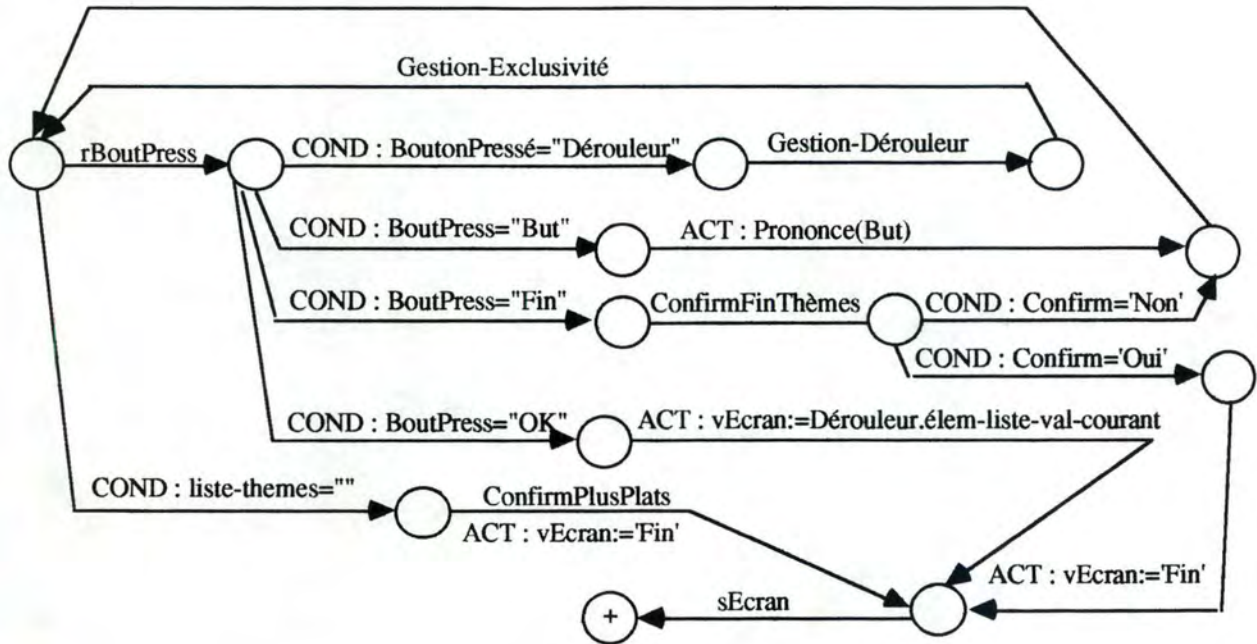 Gestion-Exclusivité
rBoutPress
COND : BoutonPressé="Dérouleur"
Gestion-Dérouleur
COND : BoutPress="But"
ACT : Prononce(But)
COND : BoutPress="Fin"
ConfirmFinThèmes
COND : Confirm='Non'
COND : Confirm='Oui'
COND : BoutPress="OK"
ACT : vEcran:=Dérouleur.élem-liste-val-courant
COND : liste-themes=""
ConfirmPlusPlats
ACT : vEcran:='Fin'
ACT : vEcran:='Fin'
sEcran
+